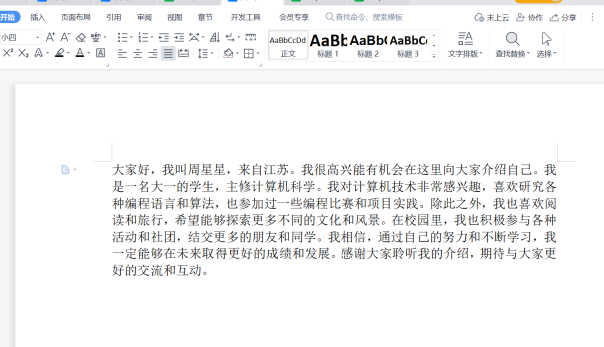 开始 插入 页面布局 引用 审阅 视图 章节 开发工具 会员专享 查找命令、搜索模板 未上云 协作 分享
小四 A⁺ A⁻
X² X₂ A A A
AaBbCcDd AaBb AaBb( AaBbC
正文 标题 1 标题 2 标题 3 文字排版 查找替换 选择
大家好，我叫周星星，来自江苏。我很高兴能有机会在这里向大家介绍自己。我
是一名大一的学生，主修计算机科学。我对计算机技术非常感兴趣，喜欢研究各
种编程语言和算法，也参加过一些编程比赛和项目实践。除此之外，我也喜欢阅
读和旅行，希望能够探索更多不同的文化和风景。在校园里，我也积极参与各种
活动和社团，结交更多的朋友和同学。我相信，通过自己的努力和不断学习，我
一定能够在未来取得更好的成绩和发展。感谢大家聆听我的介绍，期待与大家更
好的交流和互动。